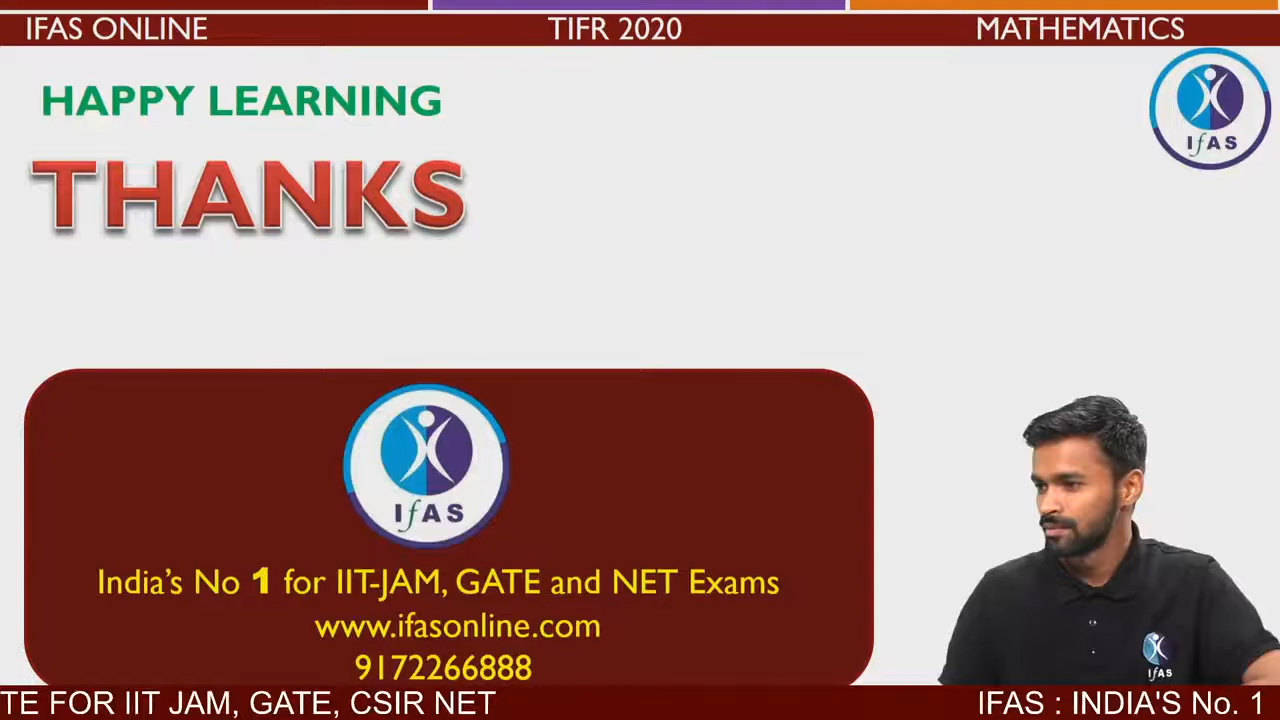 IFAS ONLINE
TIFR 2020
MATHEMATICS
IfAS
HAPPY LEARNING
THANKS
IfAS
India's No 1 for IIT-JAM, GATE and NET Exams
www.ifasonline.com
9172266888
IfAS
TE FOR IIT JAM, GATE, CSIR NET
IFAS : INDIA'S No. 1